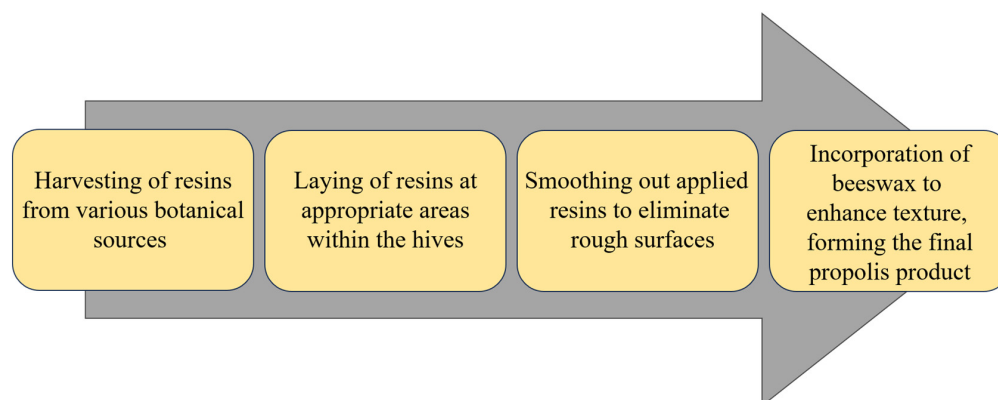 Harvesting of resins
from various botanical
sources
Laying of resins at
appropriate areas
within the hives
Smoothing out applied
resins to eliminate
rough surfaces
Incorporation of
beeswax to
enhance texture,
forming the final
propolis product